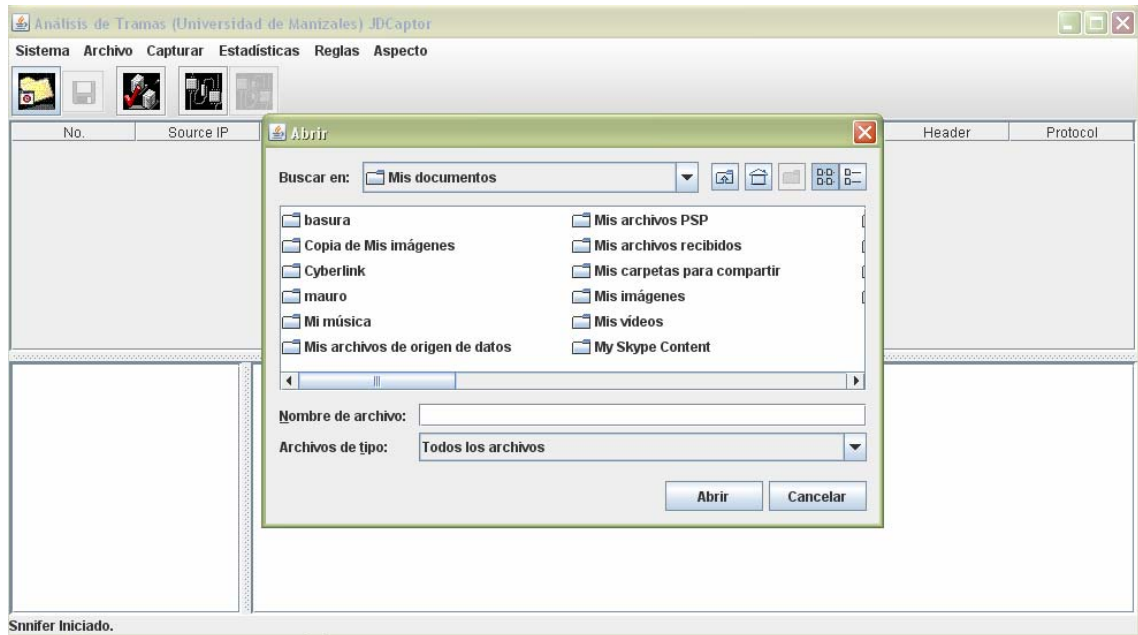 Análisis de Tramas (Universidad de Manizales) JDCaptor
Sistema Archivo Capturar Estadísticas Reglas Aspecto
No. Source IP Header Protocol
Abrir
Buscar en: Mis documentos
basura
Copia de Mis imágenes
Cyberlink
mauro
Mi música
Mis archivos de origen de datos
Mis archivos PSP
Mis archivos recibidos
Mis carpetas para compartir
Mis imágenes
Mis vídeos
My Skype Content
Nombre de archivo:
Archivos de tipo: Todos los archivos
Abrir Cancelar
Snnifer Iniciado.